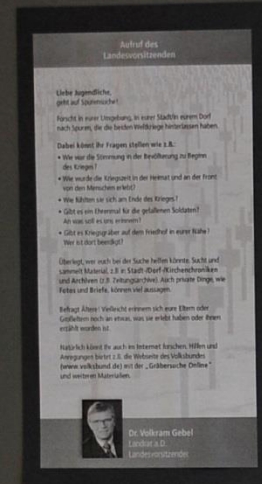 Aufruf des
Landesvorsitzenden
Liebe Jugendliche,
geht auf Spurensuche!
Forscht in eurer Umgebung, in eurer Stadt/in eurem Dorf
nach Spuren, die die beiden Weltkriege hinterlassen haben.
Dabei könnt ihr Fragen stellen wie z.B.:
• Wie war die Stimmung in der Bevölkerung zu Beginn
des Krieges?
• Wie wurde die Kriegszeit in der Heimat und an der Front
von den Menschen erlebt?
• Wie fühlten sie sich am Ende des Krieges?
• Gibt es ein Ehrenmal für die gefallenen Soldaten?
An was soll es uns erinnern?
• Gibt es Kriegsgräber auf dem Friedhof in eurer Nähe?
Wer ist dort beerdigt?
Überlegt, wer euch bei der Suche helfen könnte. Sucht und
sammelt Material, z.B. in Stadt-/Dorf-/Kirchenchroniken
und Archiven (z.B. Zeitungsarchive). Auch private Dinge, wie
Fotos und Briefe, können viel aussagen.
Befragt Ältere! Vielleicht erinnern sich eure Eltern oder
Großeltern noch an etwas, was sie erlebt haben oder ihnen
erzählt worden ist.
Natürlich könnt ihr auch im Internet forschen. Hilfen und
Anregungen bietet z.B. die Webseite des Volksbundes
(www.volksbund.de) mit der „Gräbersuche Online"
und weiteren Materialien.
Dr. Volkram Gebel
Landrat a.D.
Landesvorsitzender